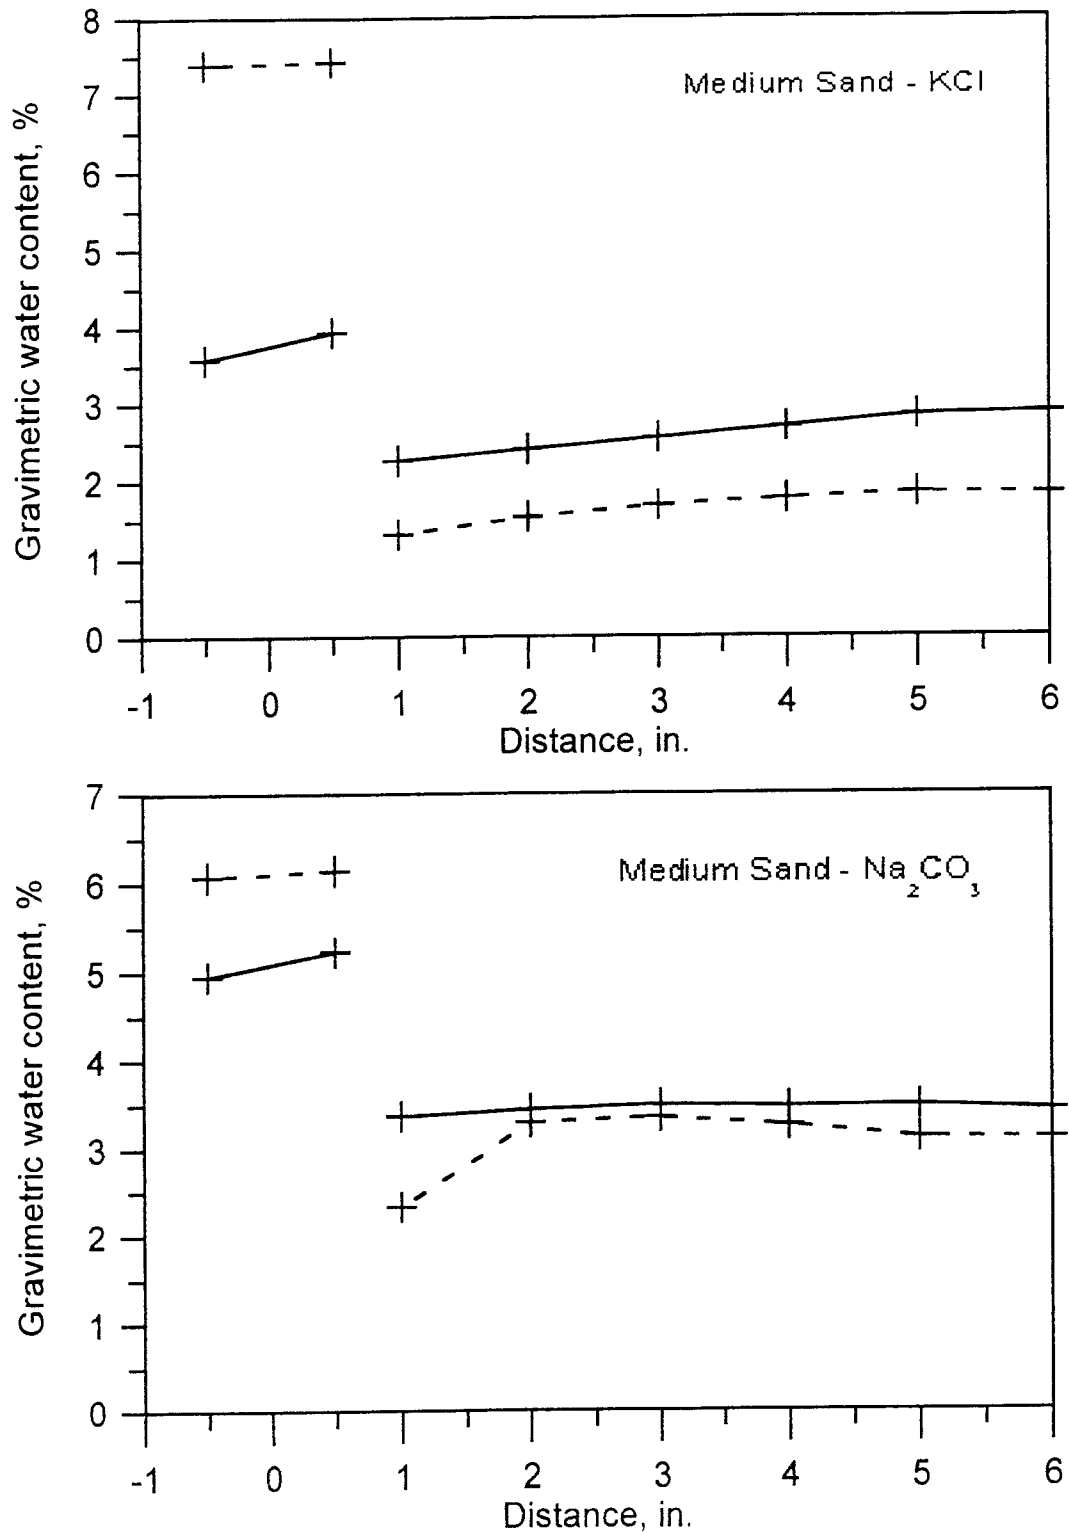 8
7
6
5
4
3
2
1
0
Gravimetric water content, %
Medium Sand - KCl
-1 0 1 2 3 4 5 6
Distance, in.
7
6
5
4
3
2
1
0
Gravimetric water content, %
Medium Sand - Na₂CO₃
-1 0 1 2 3 4 5 6
Distance, in.